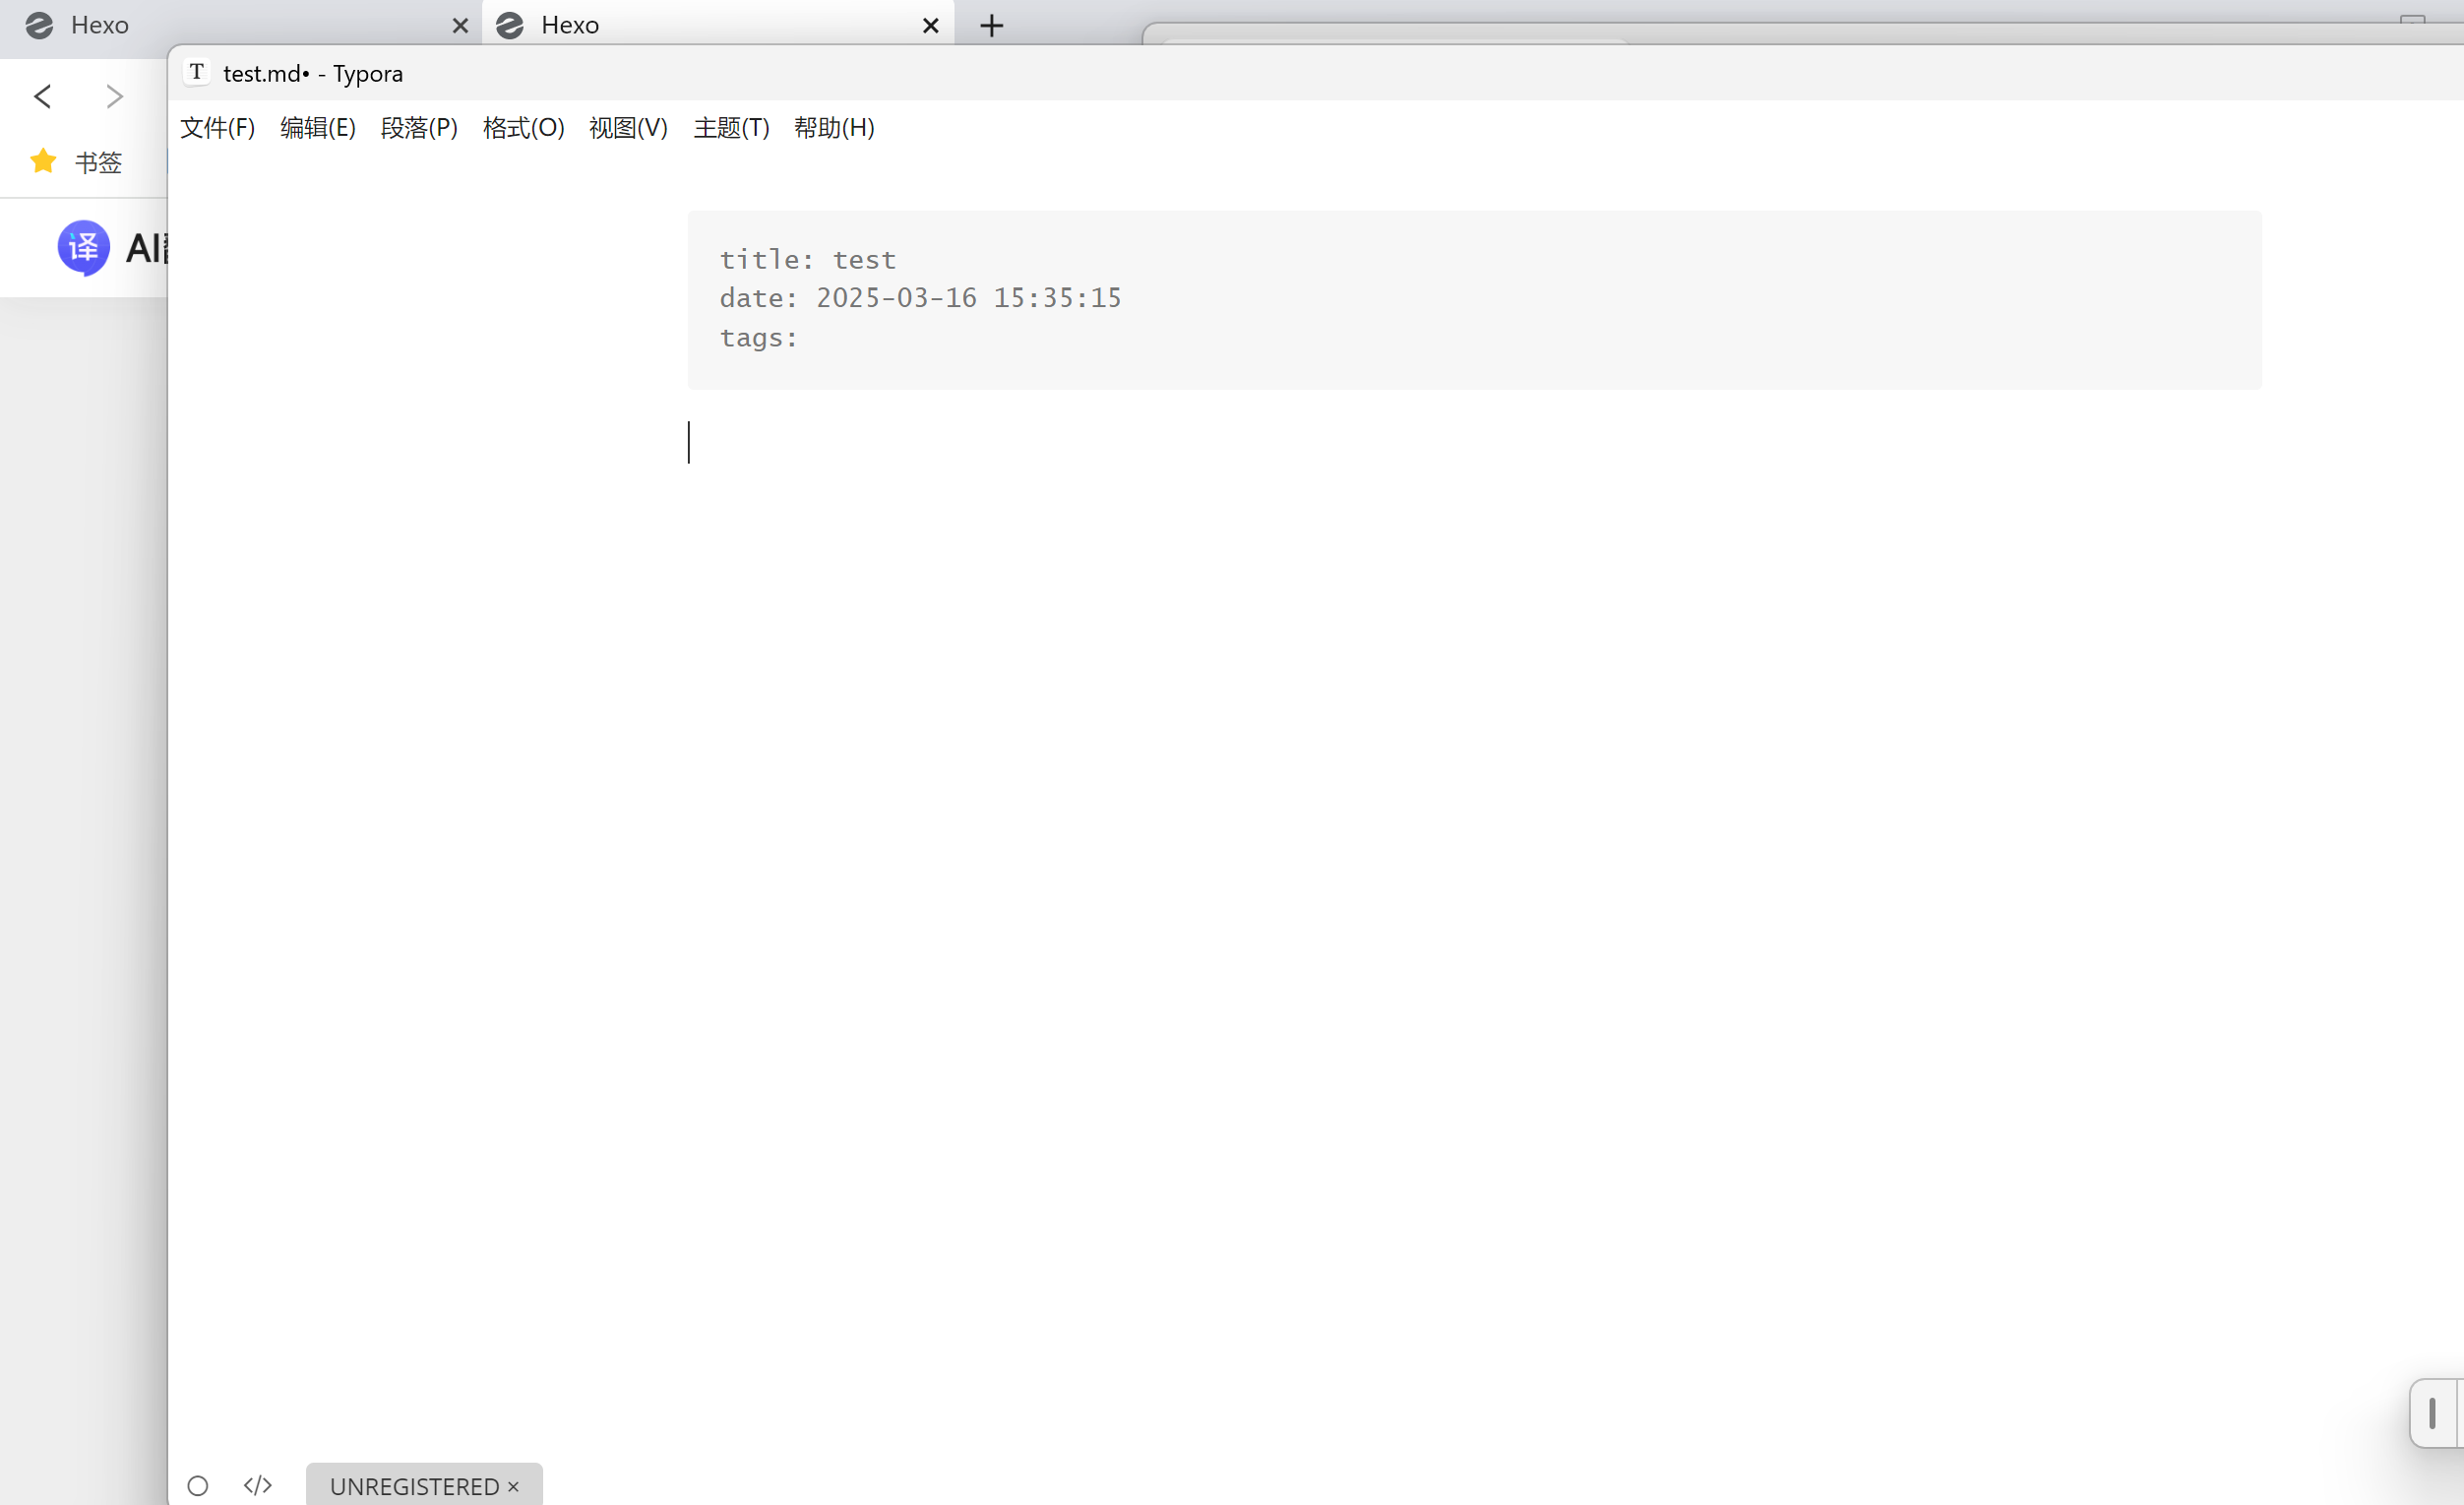 Hexo
Hexo
test.md• - Typora
文件(F) 编辑(E) 段落(P) 格式(O) 视图(V) 主题(T) 帮助(H)
书签
译 AI
title: test
date: 2025-03-16 15:35:15
tags:
UNREGISTERED ×